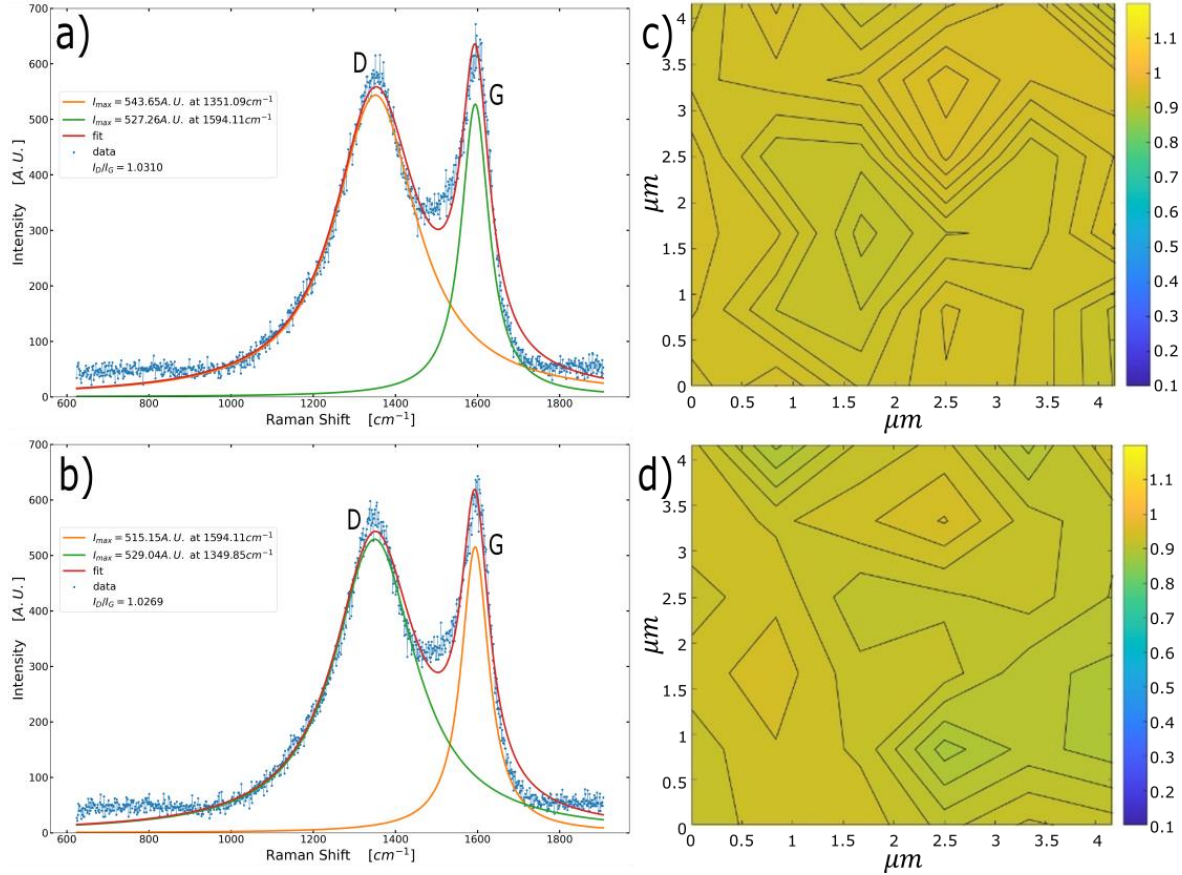 a)
700
600
500
400
300
200
100
0
Intensity [A.U.]
D
G
I_max = 543.65A.U. at 1351.09cm⁻¹
I_max = 527.26A.U. at 1594.11cm⁻¹
fit
data
I_D/I_G = 1.0310
600 800 1000 1200 1400 1600 1800
Raman Shift [cm⁻¹]
c)
4
3.5
3
2.5
2
1.5
1
0.5
0
μm
0 0.5 1 1.5 2 2.5 3 3.5 4
μm
1.1
1
0.9
0.8
0.7
0.6
0.5
0.4
0.3
0.2
0.1
b)
700
600
500
400
300
200
100
0
Intensity [A.U.]
D
G
I_max = 515.15A.U. at 1594.11cm⁻¹
I_max = 529.04A.U. at 1349.85cm⁻¹
fit
data
I_D/I_G = 1.0269
600 800 1000 1200 1400 1600 1800
Raman Shift [cm⁻¹]
d)
4
3.5
3
2.5
2
1.5
1
0.5
0
μm
0 0.5 1 1.5 2 2.5 3 3.5 4
μm
1.1
1
0.9
0.8
0.7
0.6
0.5
0.4
0.3
0.2
0.1